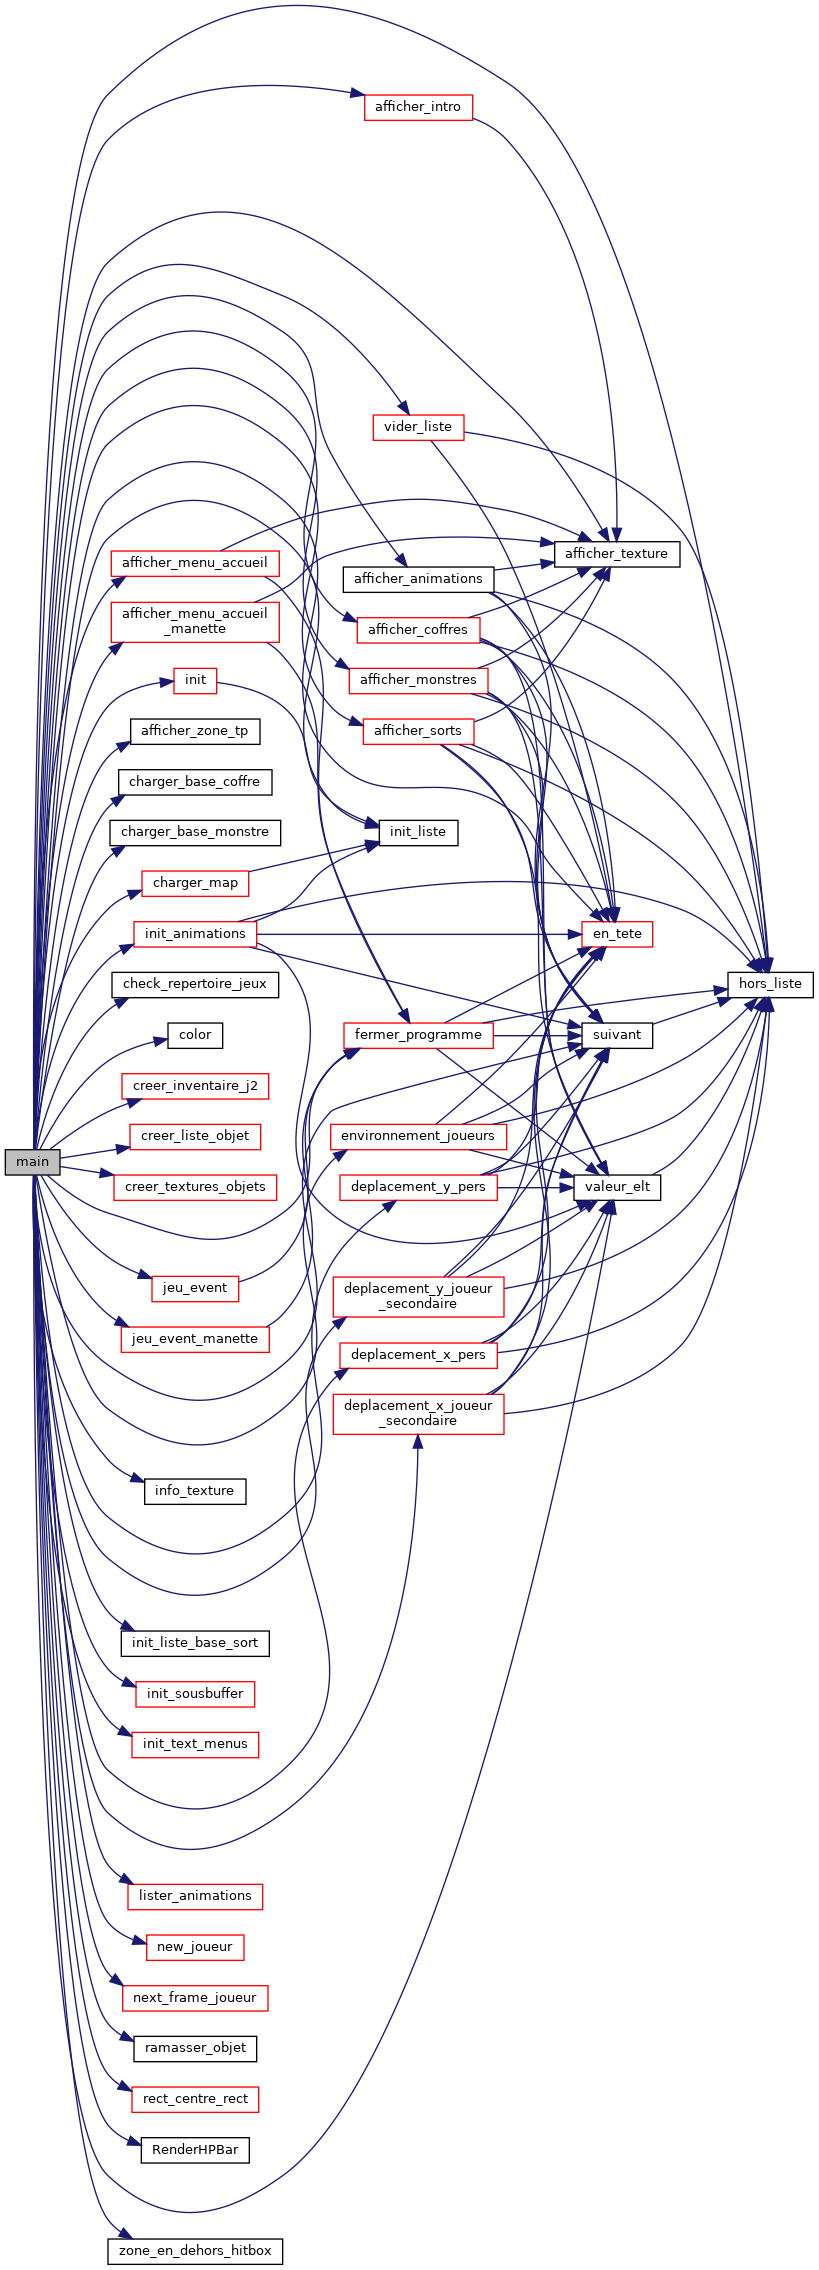 afficher_intro
vider_liste
afficher_texture
afficher_menu_accueil
afficher_animations
afficher_menu_accueil
_manette
afficher_coffres
init
afficher_monstres
afficher_zone_tp
afficher_sorts
charger_base_coffre
charger_base_monstre
init_liste
charger_map
init_animations
en_tete
check_repertoire_jeux
hors_liste
color
fermer_programme
suivant
creer_inventaire_j2
creer_liste_objet
environnement_joueurs
main
creer_textures_objets
deplacement_y_pers
valeur_elt
jeu_event
deplacement_y_joueur
_secondaire
jeu_event_manette
deplacement_x_pers
deplacement_x_joueur
_secondaire
info_texture
init_liste_base_sort
init_sousbuffer
init_text_menus
lister_animations
new_joueur
next_frame_joueur
ramasser_objet
rect_centre_rect
RenderHPBar
zone_en_dehors_hitbox